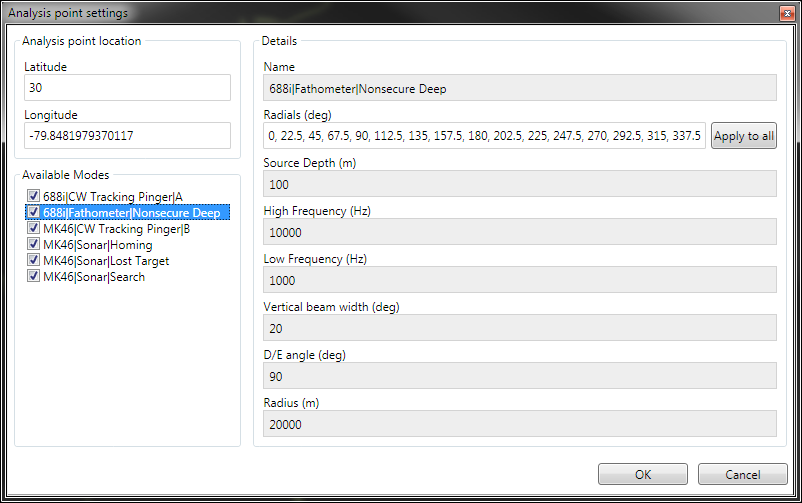 Analysis point settings
Analysis point location
Latitude
30
Longitude
-79.8481979370117
Available Modes
688i|CW Tracking Pinger|A
688i|Fathometer|Nonsecure Deep
MK46|CW Tracking Pinger|B
MK46|Sonar|Homing
MK46|Sonar|Lost Target
MK46|Sonar|Search
Details
Name
688i|Fathometer|Nonsecure Deep
Radials (deg)
0, 22.5, 45, 67.5, 90, 112.5, 135, 157.5, 180, 202.5, 225, 247.5, 270, 292.5, 315, 337.5
Apply to all
Source Depth (m)
100
High Frequency (Hz)
10000
Low Frequency (Hz)
1000
Vertical beam width (deg)
20
D/E angle (deg)
90
Radius (m)
20000
OK
Cancel